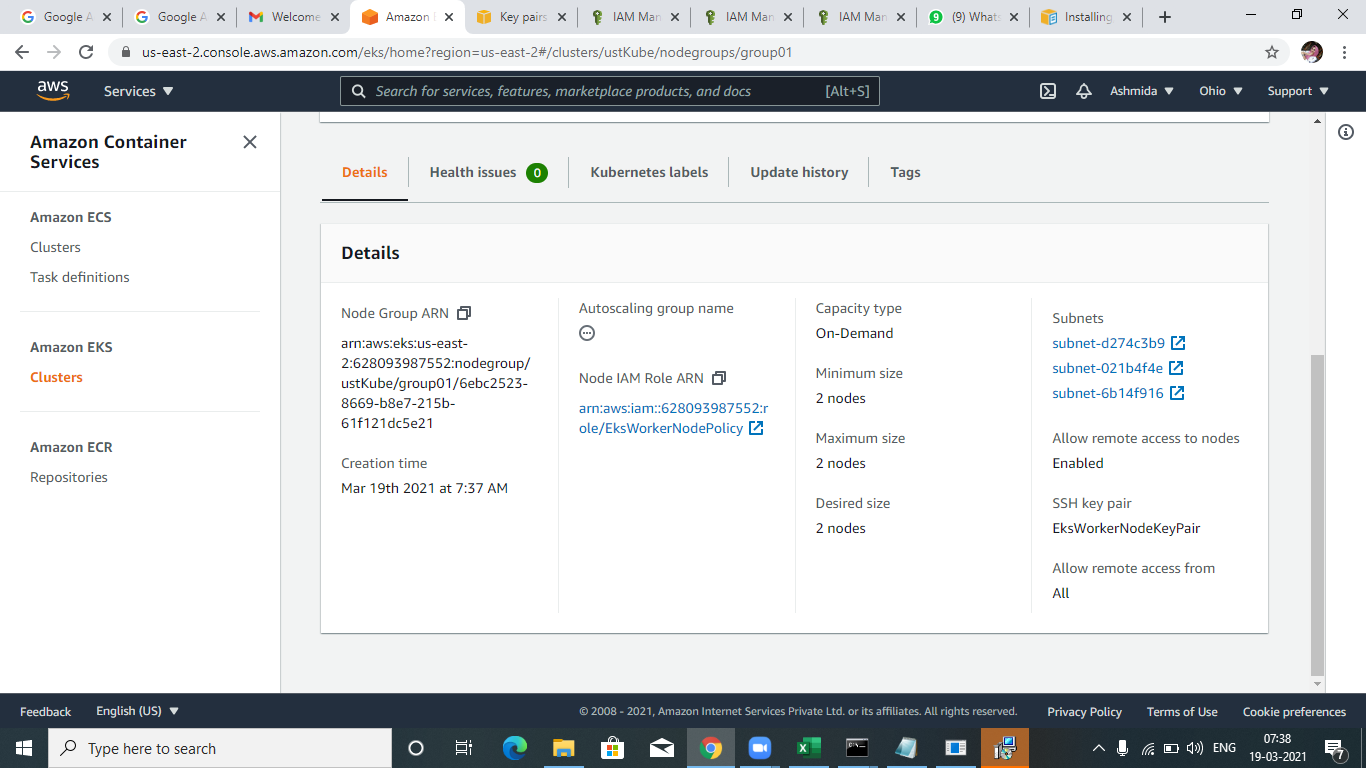 Google A
Google A
Welcome
Amazon
Key pairs
IAM Man
IAM Man
IAM Man
9 (9) Whats
Installing
us-east-2.console.aws.amazon.com/eks/home?region=us-east-2#/clusters/ustKube/nodegroups/group01
aws
Services
Search for services, features, marketplace products, and docs [Alt+S]
Ashmida
Ohio
Support
Amazon Container
Services
Amazon ECS
Clusters
Task definitions
Amazon EKS
Clusters
Amazon ECR
Repositories
Details
Health issues 0
Kubernetes labels
Update history
Tags
Details
Node Group ARN
arn:aws:eks:us-east-
2:628093987552:nodegroup/
ustKube/group01/6ebc2523-
8669-b8e7-215b-
61f121dc5e21
Creation time
Mar 19th 2021 at 7:37 AM
Autoscaling group name
Node IAM Role ARN
arn:aws:iam::628093987552:r
ole/EksWorkerNodePolicy
Capacity type
On-Demand
Minimum size
2 nodes
Maximum size
2 nodes
Desired size
2 nodes
Subnets
subnet-d274c3b9
subnet-021b4f4e
subnet-6b14f916
Allow remote access to nodes
Enabled
SSH key pair
EksWorkerNodeKeyPair
Allow remote access from
All
Feedback
English (US)
© 2008 - 2021, Amazon Internet Services Private Ltd. or its affiliates. All rights reserved.
Privacy Policy
Terms of Use
Cookie preferences
Type here to search
ENG
07:38
19-03-2021
7